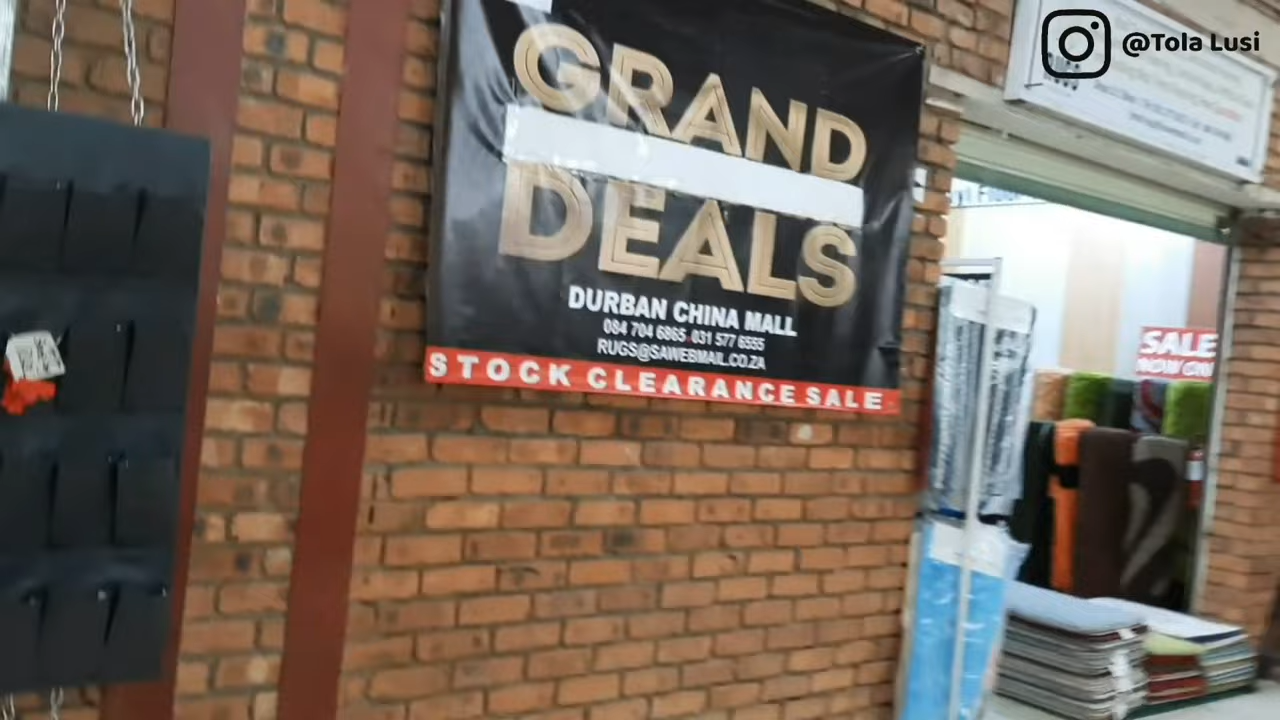 @Tola Lusi
GRAND
DEALS
DURBAN CHINA MALL
084 704 6865 031 577 6555
RUGS@SAWEBMAIL.CO.ZA
STOCK CLEARANCE SALE
SALE
NOW ON